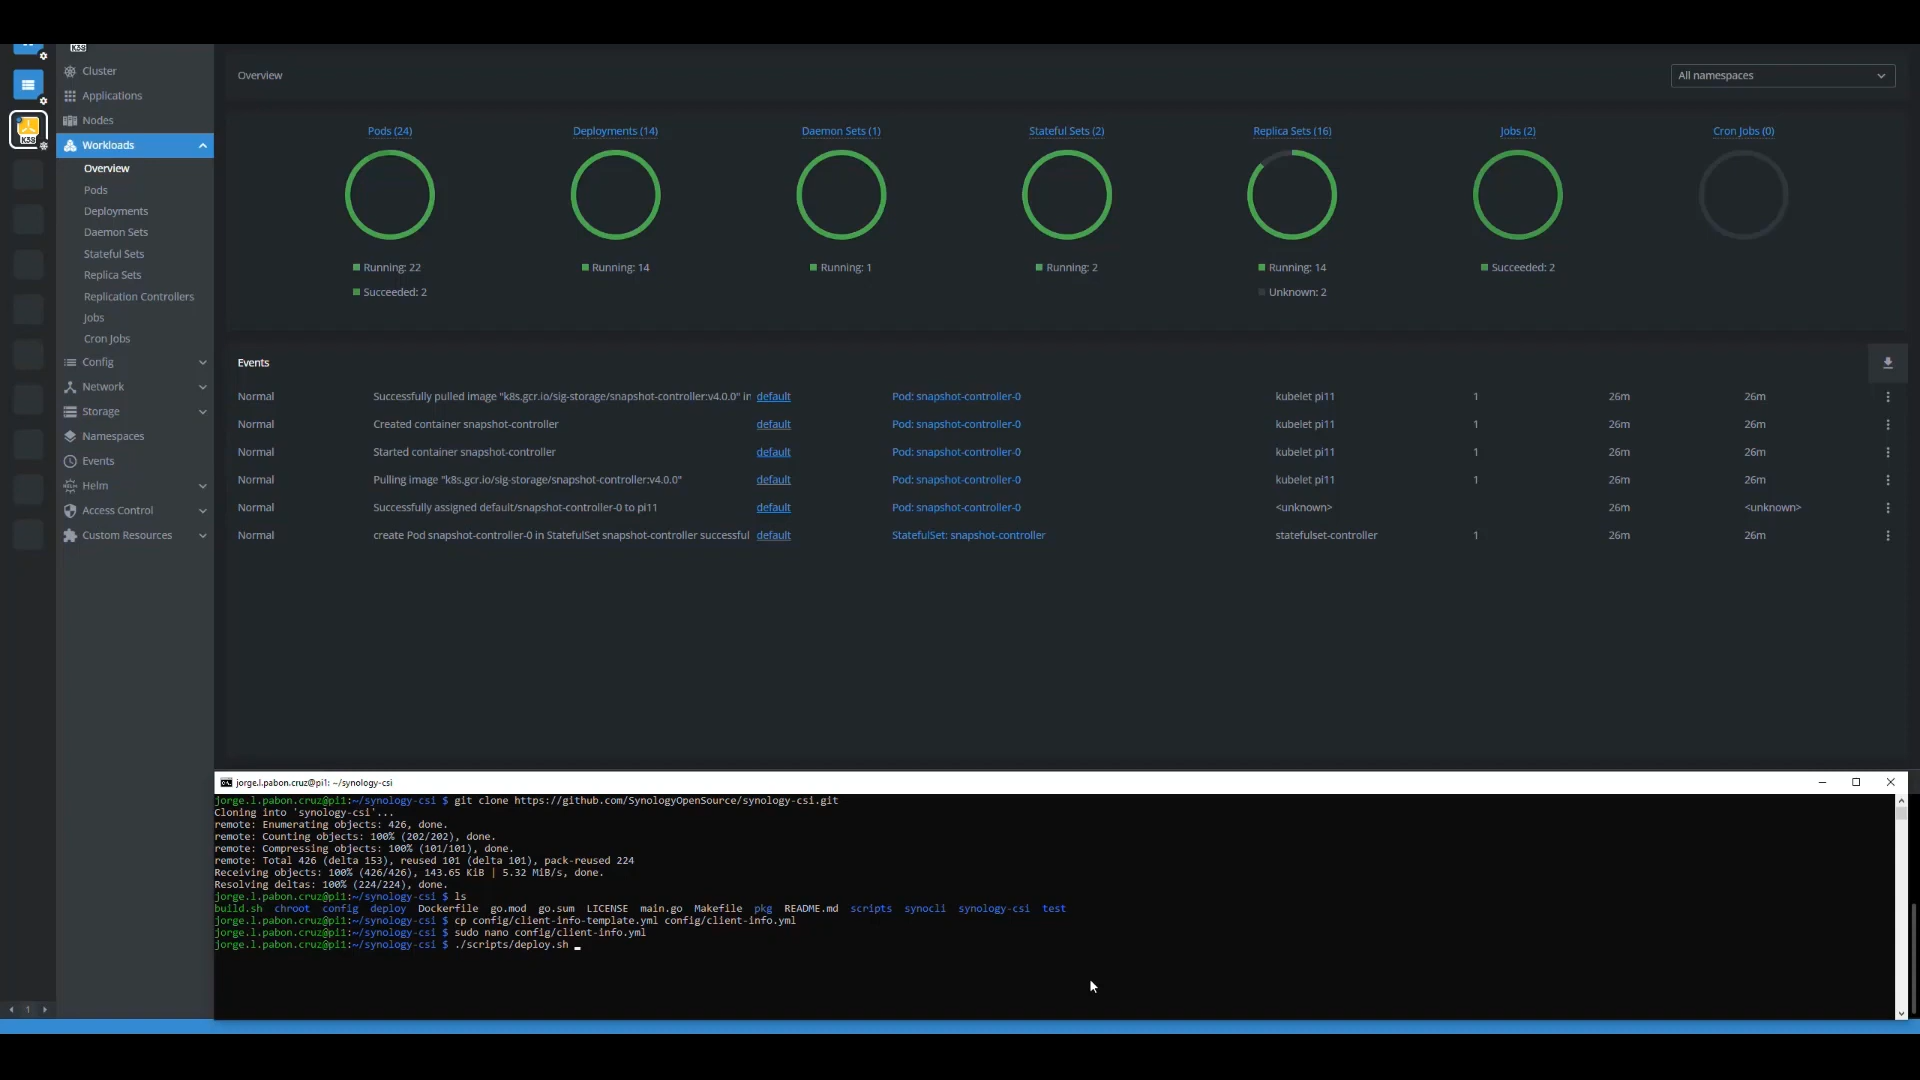 K3S
Cluster
Applications
Nodes
Workloads
Overview
Pods
Deployments
Daemon Sets
Stateful Sets
Replica Sets
Replication Controllers
Jobs
Cron Jobs
Config
Network
Storage
Namespaces
Events
Helm
Access Control
Custom Resources
K3S
1
Overview
All namespaces
Pods (24)
Running: 22
Succeeded: 2
Deployments (14)
Running: 14
Daemon Sets (1)
Running: 1
Stateful Sets (2)
Running: 2
Replica Sets (16)
Running: 14
Unknown: 2
Jobs (2)
Succeeded: 2
Cron Jobs (0)
Events
Normal Successfully pulled image "k8s.gcr.io/sig-storage/snapshot-controller:v4.0.0" in default Pod: snapshot-controller-0 kubelet pi11 1 26m 26m
Normal Created container snapshot-controller default Pod: snapshot-controller-0 kubelet pi11 1 26m 26m
Normal Started container snapshot-controller default Pod: snapshot-controller-0 kubelet pi11 1 26m 26m
Normal Pulling image "k8s.gcr.io/sig-storage/snapshot-controller:v4.0.0" default Pod: snapshot-controller-0 kubelet pi11 1 26m 26m
Normal Successfully assigned default/snapshot-controller-0 to pi11 default Pod: snapshot-controller-0 <unknown> 26m <unknown>
Normal create Pod snapshot-controller-0 in StatefulSet snapshot-controller successful default StatefulSet: snapshot-controller statefulset-controller 1 26m 26m
jorge.l.pabon.cruz@pi1: ~/synology-csi
jorge.l.pabon.cruz@pi1:~/synology-csi $ git clone https://github.com/SynologyOpenSource/synology-csi.git
Cloning into 'synology-csi'...
remote: Enumerating objects: 426, done.
remote: Counting objects: 100% (202/202), done.
remote: Compressing objects: 100% (101/101), done.
remote: Total 426 (delta 153), reused 101 (delta 101), pack-reused 224
Receiving objects: 100% (426/426), 143.65 KiB | 5.32 MiB/s, done.
Resolving deltas: 100% (224/224), done.
jorge.l.pabon.cruz@pi1:~/synology-csi $ ls
build.sh chroot config deploy Dockerfile go.mod go.sum LICENSE main.go Makefile pkg README.md scripts synocli synology-csi test
jorge.l.pabon.cruz@pi1:~/synology-csi $ cp config/client-info-template.yml config/client-info.yml
jorge.l.pabon.cruz@pi1:~/synology-csi $ sudo nano config/client-info.yml
jorge.l.pabon.cruz@pi1:~/synology-csi $ ./scripts/deploy.sh